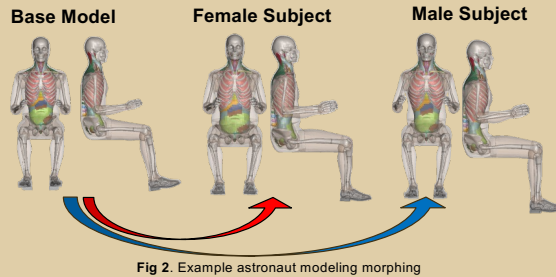 Base Model
Female Subject
Male Subject
Fig 2. Example astronaut modeling morphing